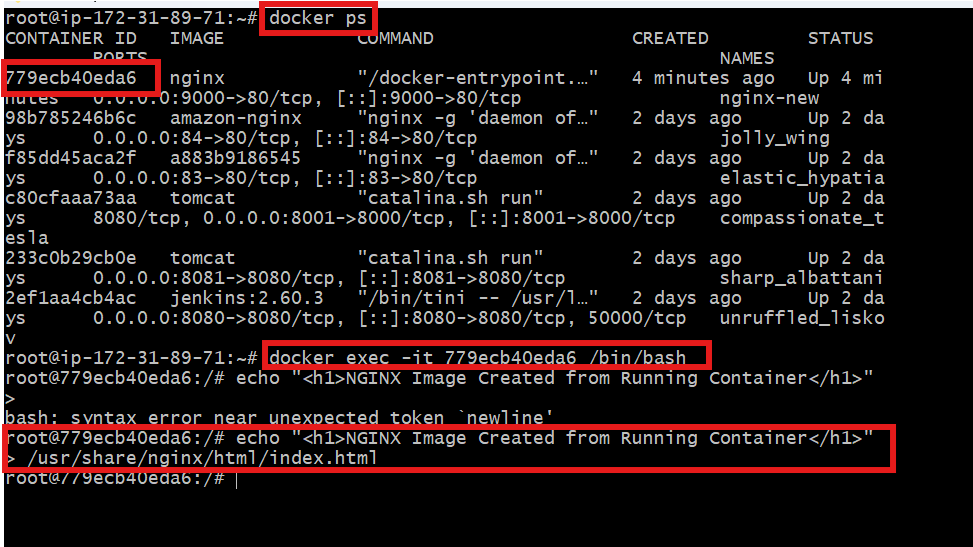 root@ip-172-31-89-71:~# docker ps
CONTAINER ID   IMAGE            COMMAND                  CREATED         STATUS
        PORTS                                                   NAMES
779ecb40eda6   nginx            "/docker-entrypoint.…"   4 minutes ago   Up 4 mi
nutes   0.0.0.0:9000->80/tcp, [::]:9000->80/tcp                 nginx-new
98b785246b6c   amazon-nginx     "nginx -g 'daemon of…"   2 days ago      Up 2 da
ys      0.0.0.0:84->80/tcp, [::]:84->80/tcp                     jolly_wing
f85dd45aca2f   a883b9186545     "nginx -g 'daemon of…"   2 days ago      Up 2 da
ys      0.0.0.0:83->80/tcp, [::]:83->80/tcp                     elastic_hypatia
c80cfaaa73aa   tomcat           "catalina.sh run"        2 days ago      Up 2 da
ys      8080/tcp, 0.0.0.0:8001->8000/tcp, [::]:8001->8000/tcp   compassionate_t
esla
233c0b29cb0e   tomcat           "catalina.sh run"        2 days ago      Up 2 da
ys      0.0.0.0:8081->8080/tcp, [::]:8081->8080/tcp             sharp_albattani
2ef1aa4cb4ac   jenkins:2.60.3   "/bin/tini -- /usr/l…"   2 days ago      Up 2 da
ys      0.0.0.0:8080->8080/tcp, [::]:8080->8080/tcp, 50000/tcp   unruffled_lisko
v
root@ip-172-31-89-71:~# docker exec -it 779ecb40eda6 /bin/bash
root@779ecb40eda6:/# echo "<h1>NGINX Image Created from Running Container</h1>"
>
bash: syntax error near unexpected token `newline'
root@779ecb40eda6:/# echo "<h1>NGINX Image Created from Running Container</h1>"
> /usr/share/nginx/html/index.html
root@779ecb40eda6:/#